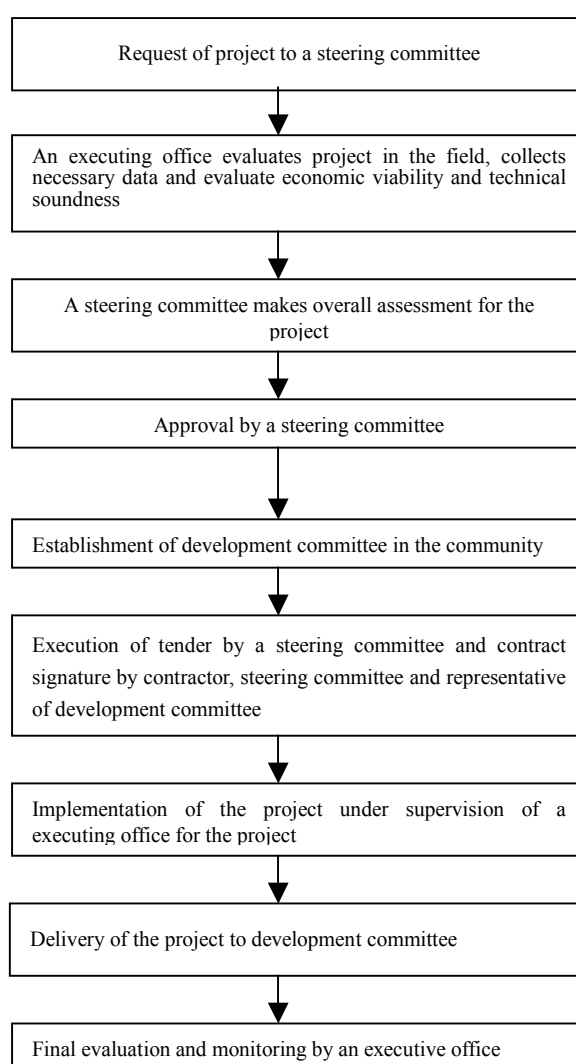 Request of project to a steering committee
An executing office evaluates project in the field, collects
necessary data and evaluate economic viability and technical
soundness
A steering committee makes overall assessment for the
project
Approval by a steering committee
Establishment of development committee in the community
Execution of tender by a steering committee and contract
signature by contractor, steering committee and representative
of development committee
Implementation of the project under supervision of a
executing office for the project
Delivery of the project to development committee
Final evaluation and monitoring by an executive office